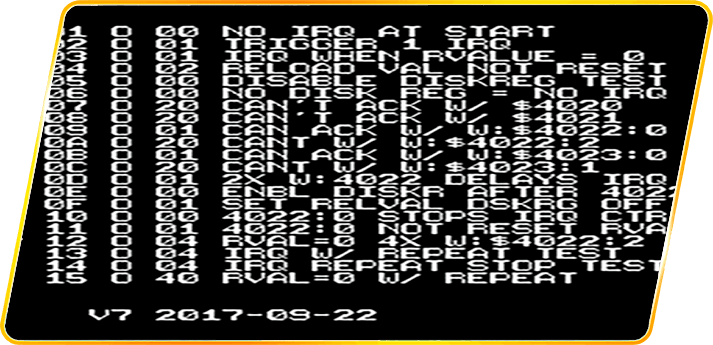 01 0 00 NO IRQ AT START
02 0 01 TRIGGER 1 IRQ
03 0 01 IRQ WHEN RVALUE = 0
04 0 02 RELOAD VAL NOT RESET
05 0 00 DISABLE DISKREG TEST
06 0 00 NO DISK REG = NO IRQ
07 0 20 CAN'T ACK W/ $4020
08 0 20 CAN'T ACK W/ $4021
09 0 01 CAN ACK W/ W:$4022:0
0A 0 20 CANT W/ W:$4022:2
0B 0 01 CAN ACK W/ W:$4023:0
0C 0 20 CANT W/ W:$4023:1
0D 0 01 2X W:4022 DELAYS IRQ
0E 0 00 ENBL DISKR AFTER 4022
0F 0 01 SET RELVAL DSKRG OFF
10 0 00 4022:0 STOPS IRQ CTR
11 0 01 4022:0 NOT RESET RVA
12 0 04 RVAL=0 4X W:$4022:2
13 0 04 IRQ W/ REPEAT TEST
14 0 04 IRQ REPEAT STOP TEST
15 0 40 RVAL=0 W/ REPEAT
V7 2017-09-22